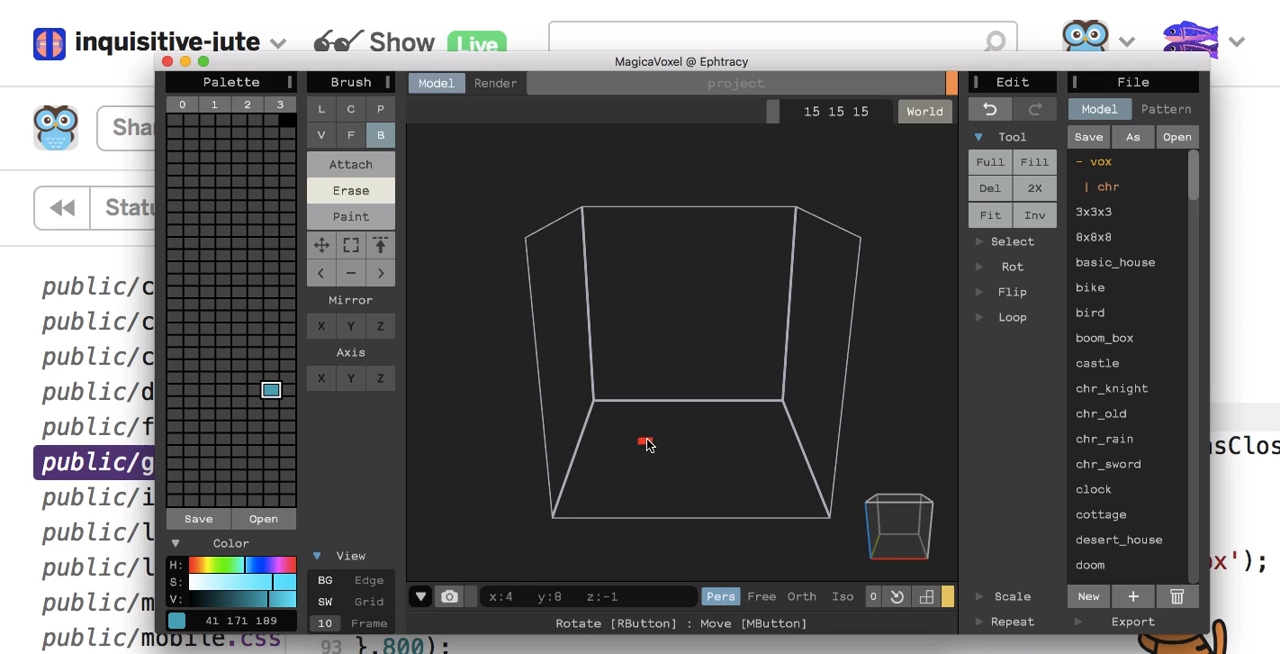 inquisitive-jute Show Live
MagicaVoxel @ Ephtracy
Palette Brush Model Render project Edit File
0 1 2 3 L C P 15 15 15 World Model Pattern
V F B Save As Open
Attach Tool
Erase Full Fill - vox
Paint Del 2X | chr
Fit Inv 3x3x3
< - > Select 8x8x8
Mirror Rot basic_house
X Y Z Flip bike
Axis Loop bird
X Y Z boom_box
castle
chr_knight
chr_old
chr_rain
chr_sword
clock
cottage
desert_house
doom
Save Open
Color View
H: BG Edge
S: SW Grid
V: 10 Frame
41 171 189
x:4 y:8 z:-1 Pers Free Orth Iso 0 Scale New +
Rotate [RButton] : Move [MButton] Repeat Export
Sha
Statu
public/c
public/c
public/c
public/d
public/f
public/g
public/i
public/l
public/l
public/m
public/mobile.css
nsClos
ox');
93 }.800);